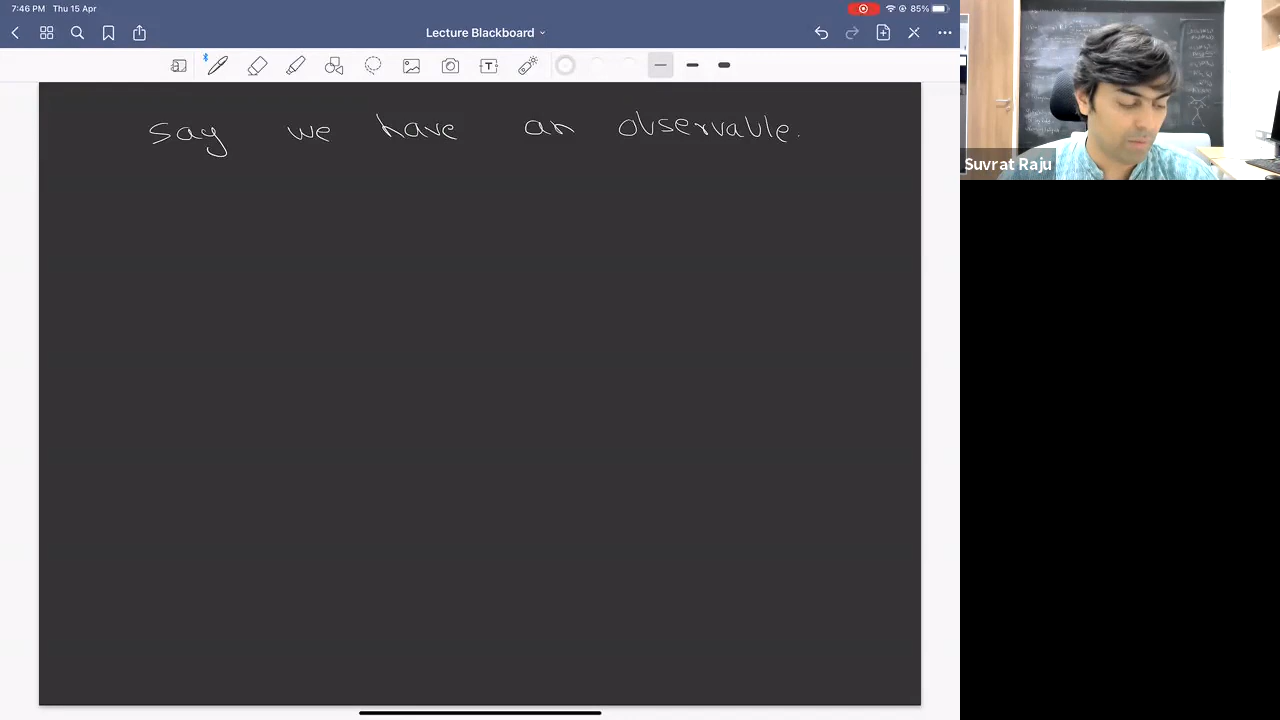 7:46 PM Thu 15 Apr
85%
Lecture Blackboard
T
say we have an observable.
Suvrat Raju